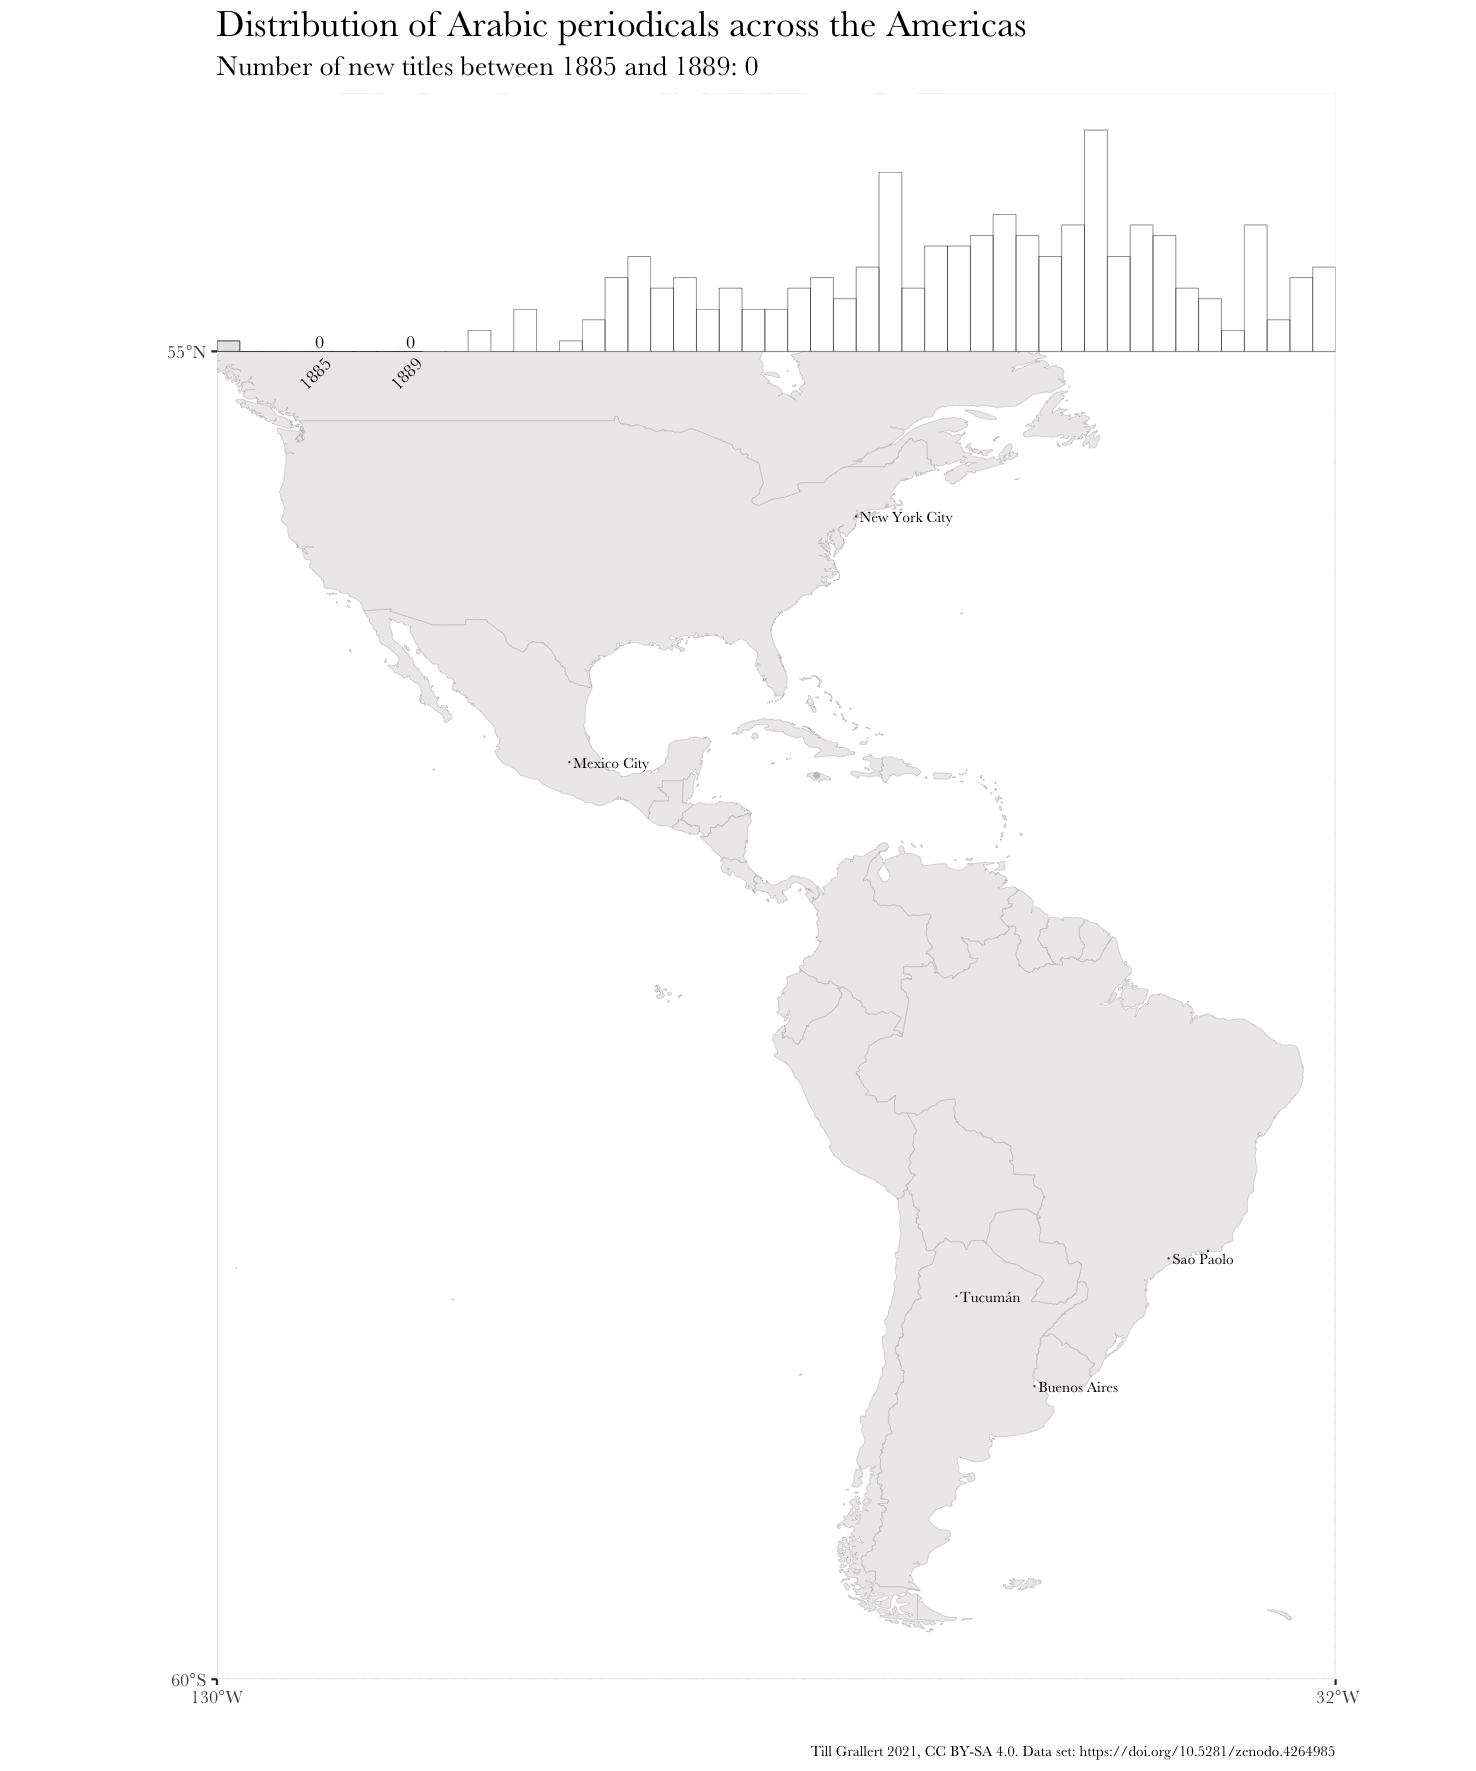 Distribution of Arabic periodicals across the Americas
Number of new titles between 1885 and 1889: 0
0 0
55°N
1885 1889
New York City
Mexico City
Sao Paolo
Tucumán
Buenos Aires
60°S
130°W 32°W
Till Grallert 2021, CC BY-SA 4.0. Data set: https://doi.org/10.5281/zenodo.4264985